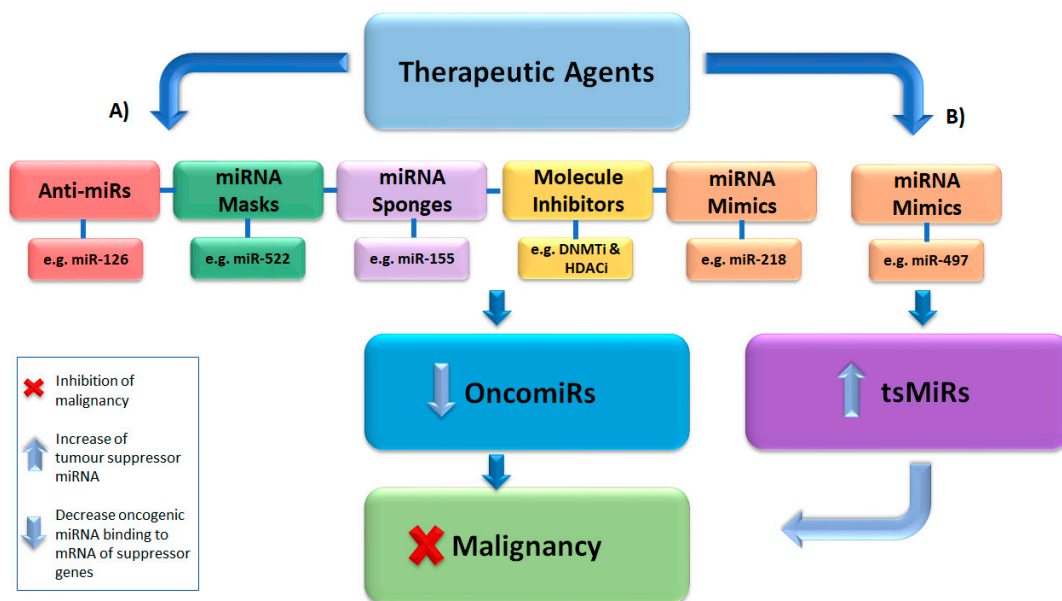 Therapeutic Agents
A)
B)
Anti-miRs
miRNA
Masks
miRNA
Sponges
Molecule
Inhibitors
miRNA
Mimics
miRNA
Mimics
e.g. miR-126
e.g. miR-522
e.g. miR-155
e.g. DNMTi &
HDACi
e.g. miR-218
e.g. miR-497
OncomiRs
tsMiRs
Malignancy
Inhibition of
malignancy
Increase of
tumour suppressor
miRNA
Decrease oncogenic
miRNA binding to
mRNA of suppressor
genes